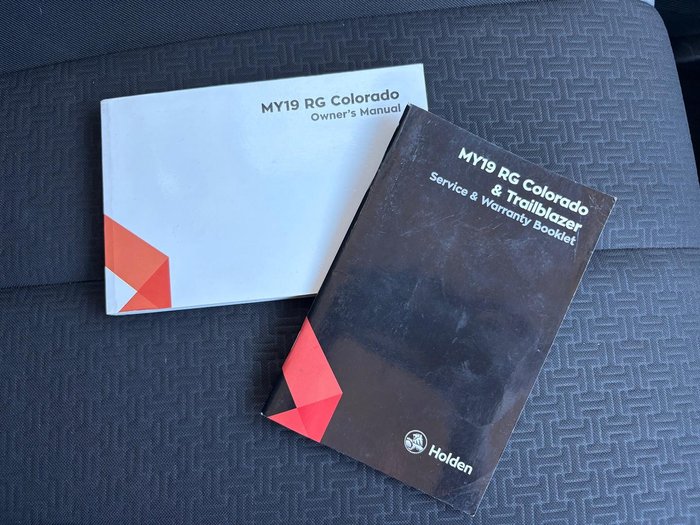 MY19 RG Colorado
Owner's Manual
MY19 RG Colorado
& Trailblazer
Service & Warranty Booklet
Holden